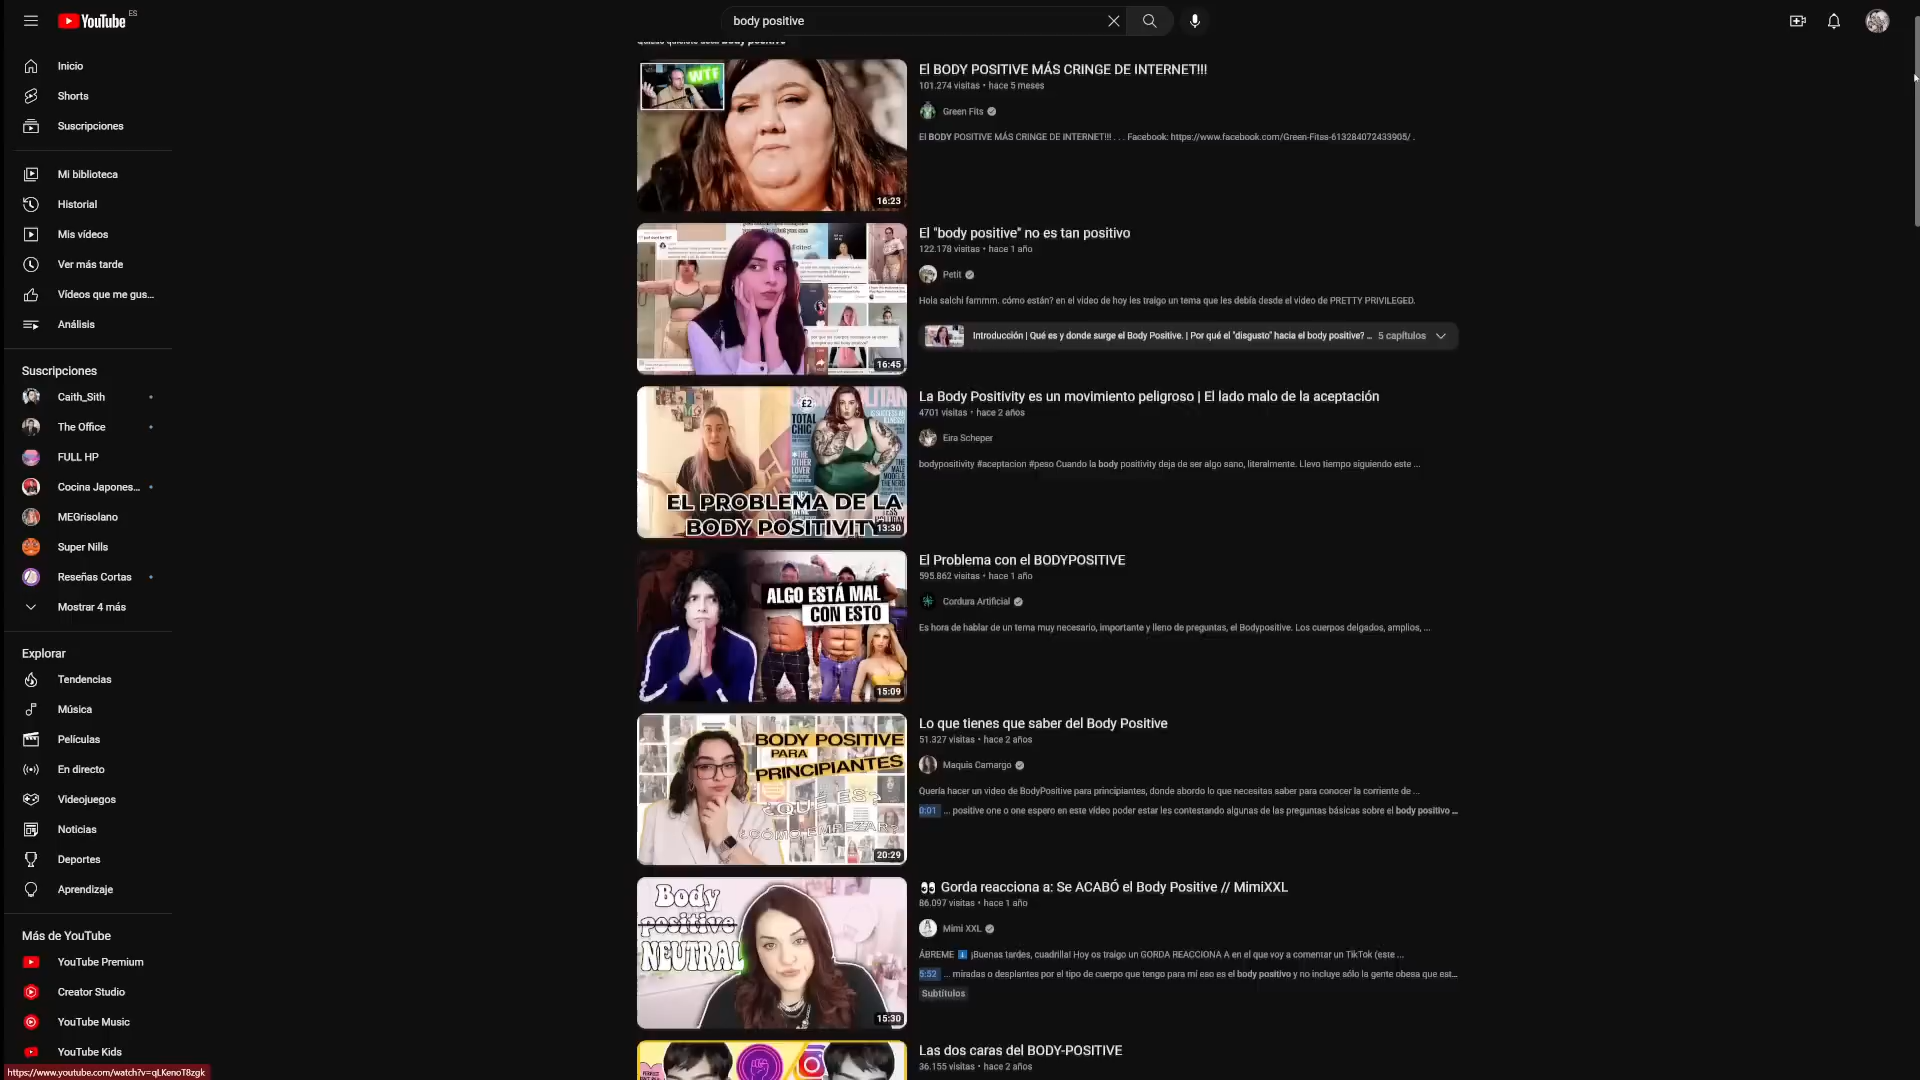 YouTube ES
body positive
Inicio
Shorts
Suscripciones
Mi biblioteca
Historial
Mis vídeos
Ver más tarde
Vídeos que me gus...
Análisis
Suscripciones
Caith_Sith
The Office
FULL HP
Cocina Japones...
MEGrisolano
Super Nills
Reseñas Cortas
Mostrar 4 más
Explorar
Tendencias
Música
Películas
En directo
Videojuegos
Noticias
Deportes
Aprendizaje
Más de YouTube
YouTube Premium
Creator Studio
YouTube Music
YouTube Kids
https://www.youtube.com/watch?v=qLKenoT8zgk
WTF
16:23
El BODY POSITIVE MÁS CRINGE DE INTERNET!!!
101.274 visitas • hace 5 meses
Green Fits
El BODY POSITIVE MÁS CRINGE DE INTERNET!!! . . . Facebook: https://www.facebook.com/Green-Fitss-613284072433905/ .
16:45
El "body positive" no es tan positivo
122.178 visitas • hace 1 año
Petit
Hola salchi fammm. cómo están? en el video de hoy les traigo un tema que les debía desde el video de PRETTY PRIVILEGED.
Introducción | Qué es y donde surge el Body Positive. | Por qué el "disgusto" hacia el body positive? ... 5 capítulos
£2
TOTAL
CHIC
EL PROBLEMA DE LA
BODY POSITIVITY
13:30
La Body Positivity es un movimiento peligroso | El lado malo de la aceptación
4701 visitas • hace 2 años
Eira Scheper
bodypositivity #aceptacion #peso Cuando la body positivity deja de ser algo sano, literalmente. Llevo tiempo siguiendo este ...
ALGO ESTÁ MAL
CON ESTO
15:09
El Problema con el BODYPOSITIVE
595.862 visitas • hace 1 año
Cordura Artificial
Es hora de hablar de un tema muy necesario, importante y lleno de preguntas, el Bodypositive. Los cuerpos delgados, amplios, ...
BODY POSITIVE
PARA
PRINCIPIANTES
¿QUÉ ES?
¿CÓMO EMPEZAR?
20:29
Lo que tienes que saber del Body Positive
51.327 visitas • hace 2 años
Maquis Camargo
Quería hacer un video de BodyPositive para principiantes, donde abordo lo que necesitas saber para conocer la corriente de ...
0:01 ... positive one o one espero en este vídeo poder estar les contestando algunas de las preguntas básicas sobre el body positivo ...
Body
positive
NEUTRAL
15:30
👀 Gorda reacciona a: Se ACABÓ el Body Positive // MimiXXL
86.097 visitas • hace 1 año
Mimi XXL
ÁBREME ⬇️ ¡Buenas tardes, cuadrilla! Hoy os traigo un GORDA REACCIONA A en el que voy a comentar un TikTok (este ...
5:52 ... miradas o desplantes por el tipo de cuerpo que tengo para mí eso es el body positivo y no incluye sólo la gente obesa que est...
Subtítulos
Las dos caras del BODY-POSITIVE
36.155 visitas • hace 2 años